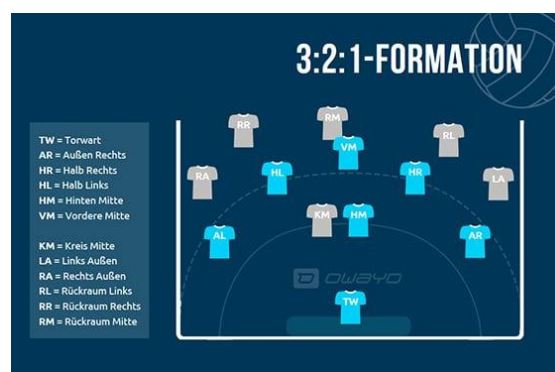 3:2:1-FORMATION
TW = Torwart
AR = Außen Rechts
HR = Halb Rechts
HL = Halb Links
HM = Hinten Mitte
VM = Vordere Mitte
KM = Kreis Mitte
LA = Links Außen
RA = Rechts Außen
RL = Rückraum Links
RR = Rückraum Rechts
RM = Rückraum Mitte
RR RM RL
VM
RA HL HR LA
KM HM
AL AR
owayo
TW